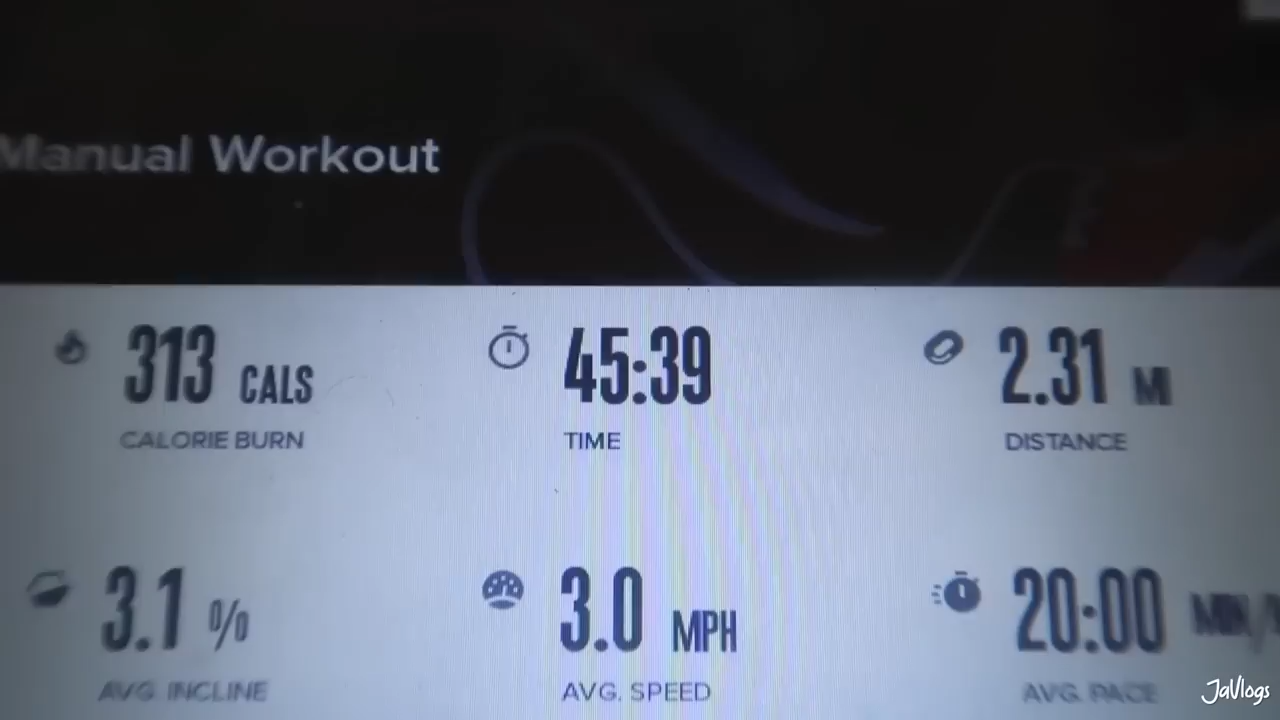 Manual Workout
313 CALS
CALORIE BURN
45:39
TIME
2.31 MI
DISTANCE
3.1 %
AVG. INCLINE
3.0 MPH
AVG. SPEED
20:00
AVG. PACE
JaVlogs